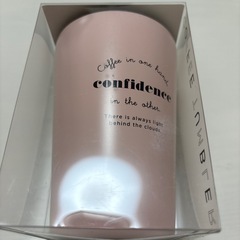 Coffee in one hand
confidence
in the other.
There is always light
behind the clouds.